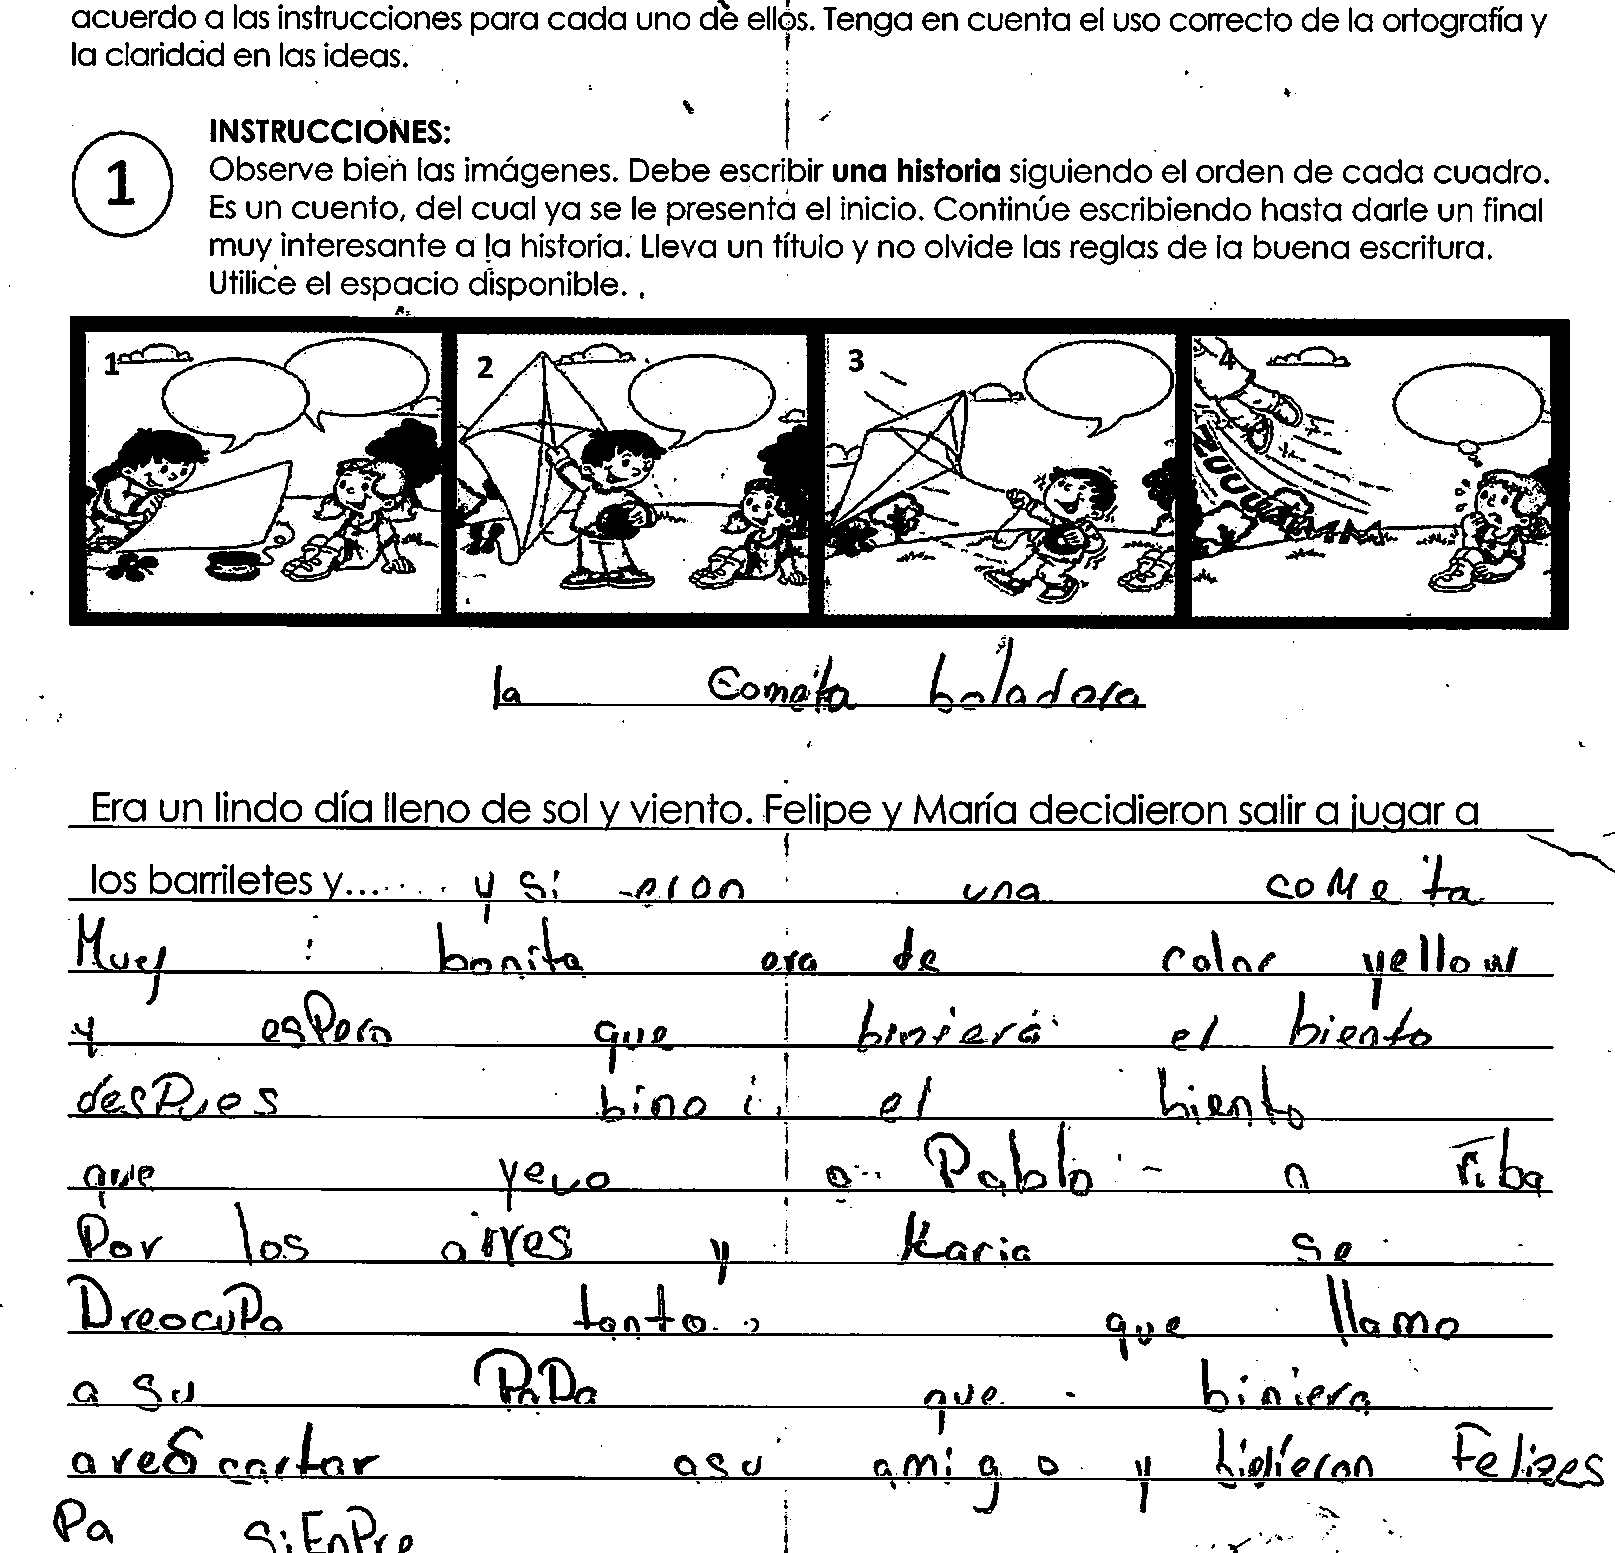 acuerdo a las instrucciones para cada uno de ellos. Tenga en cuenta el uso correcto de la ortografía y
la claridad en las ideas.
1
INSTRUCCIONES:
Observe bien las imágenes. Debe escribir una historia siguiendo el orden de cada cuadro.
Es un cuento, del cual ya se le presenta el inicio. Continúe escribiendo hasta darle un final
muy interesante a la historia. Lleva un título y no olvide las reglas de la buena escritura.
Utilice el espacio disponible.
1 2 3 4
ZUUUUMMM
la Cometa boladora
Era un lindo día lleno de sol y viento. Felipe y María decidieron salir a jugar a
los barriletes y...... y si eron una coMeta
Muy bonita era de color yellow
y esPero que biniera el biento
desPues bino el biento
que yevo a Pablo a riba
Por los aires y Karia se
PreocuPa tanto que llamo
a su PaPa que biniera
a rescartar asu amigo y bidieron Felizes
Pa SiEnPre